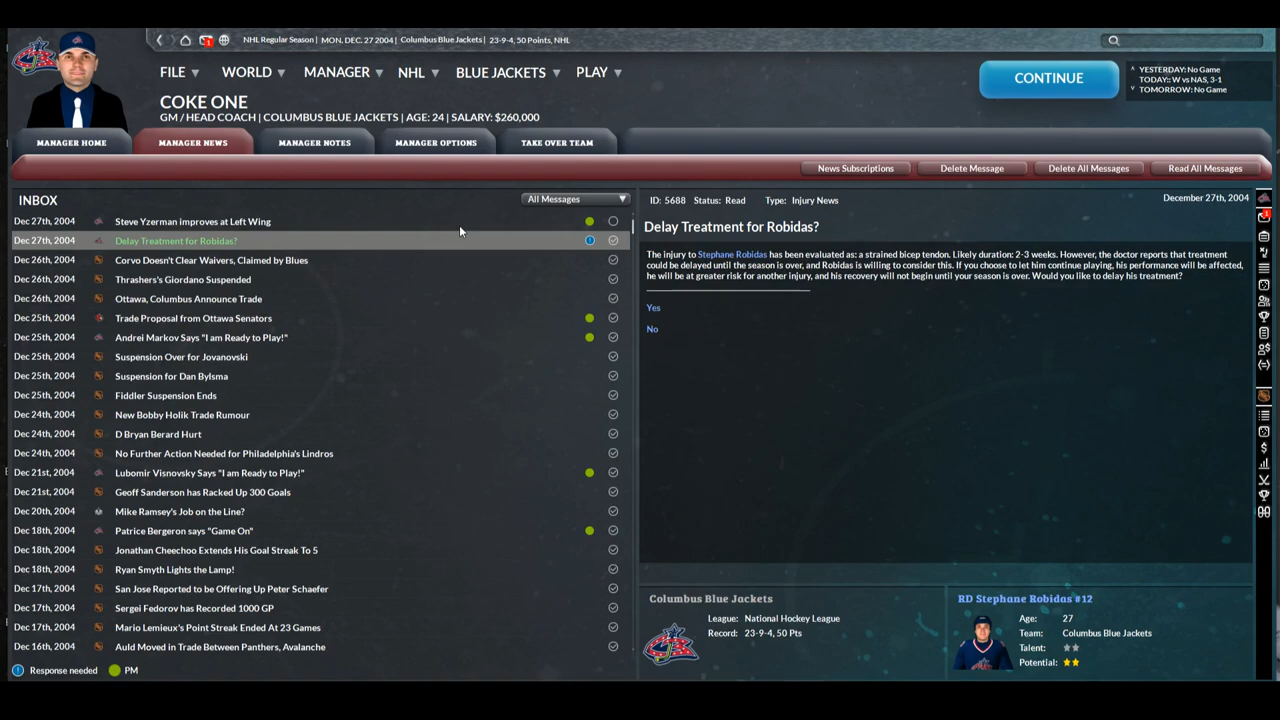 NHL Regular Season | MON. DEC. 27 2004 | Columbus Blue Jackets | 23-9-4, 50 Points, NHL
1
FILE WORLD MANAGER NHL BLUE JACKETS PLAY
CONTINUE
YESTERDAY: No Game
TODAY:: W vs NAS, 3-1
TOMORROW: No Game
COKE ONE
GM / HEAD COACH | COLUMBUS BLUE JACKETS | AGE: 24 | SALARY: $260,000
MANAGER HOME MANAGER NEWS MANAGER NOTES MANAGER OPTIONS TAKE OVER TEAM
News Subscriptions Delete Message Delete All Messages Read All Messages
INBOX All Messages
Dec 27th, 2004 Steve Yzerman improves at Left Wing
Dec 27th, 2004 Delay Treatment for Robidas?
Dec 26th, 2004 Corvo Doesn't Clear Waivers, Claimed by Blues
Dec 26th, 2004 Thrashers's Giordano Suspended
Dec 26th, 2004 Ottawa, Columbus Announce Trade
Dec 25th, 2004 Trade Proposal from Ottawa Senators
Dec 25th, 2004 Andrei Markov Says "I am Ready to Play!"
Dec 25th, 2004 Suspension Over for Jovanovski
Dec 25th, 2004 Suspension for Dan Bylsma
Dec 25th, 2004 Fiddler Suspension Ends
Dec 24th, 2004 New Bobby Holik Trade Rumour
Dec 24th, 2004 D Bryan Berard Hurt
Dec 24th, 2004 No Further Action Needed for Philadelphia's Lindros
Dec 21st, 2004 Lubomir Visnovsky Says "I am Ready to Play!"
Dec 21st, 2004 Geoff Sanderson has Racked Up 300 Goals
Dec 20th, 2004 Mike Ramsey's Job on the Line?
Dec 18th, 2004 Patrice Bergeron says "Game On"
Dec 18th, 2004 Jonathan Cheechoo Extends His Goal Streak To 5
Dec 18th, 2004 Ryan Smyth Lights the Lamp!
Dec 17th, 2004 San Jose Reported to be Offering Up Peter Schaefer
Dec 17th, 2004 Sergei Fedorov has Recorded 1000 GP
Dec 17th, 2004 Mario Lemieux's Point Streak Ended At 23 Games
Dec 16th, 2004 Auld Moved in Trade Between Panthers, Avalanche
Response needed PM
ID: 5688 Status: Read Type: Injury News December 27th, 2004
Delay Treatment for Robidas?
The injury to Stephane Robidas has been evaluated as: a strained bicep tendon. Likely duration: 2-3 weeks. However, the doctor reports that treatment
could be delayed until the season is over, and Robidas is willing to consider this. If you choose to let him continue playing, his performance will be affected,
he will be at greater risk for another injury, and his recovery will not begin until your season is over. Would you like to delay his treatment?
Yes
No
Columbus Blue Jackets
League: National Hockey League
Record: 23-9-4, 50 Pts
RD Stephane Robidas #12
Age: 27
Team: Columbus Blue Jackets
Talent:
Potential:
1